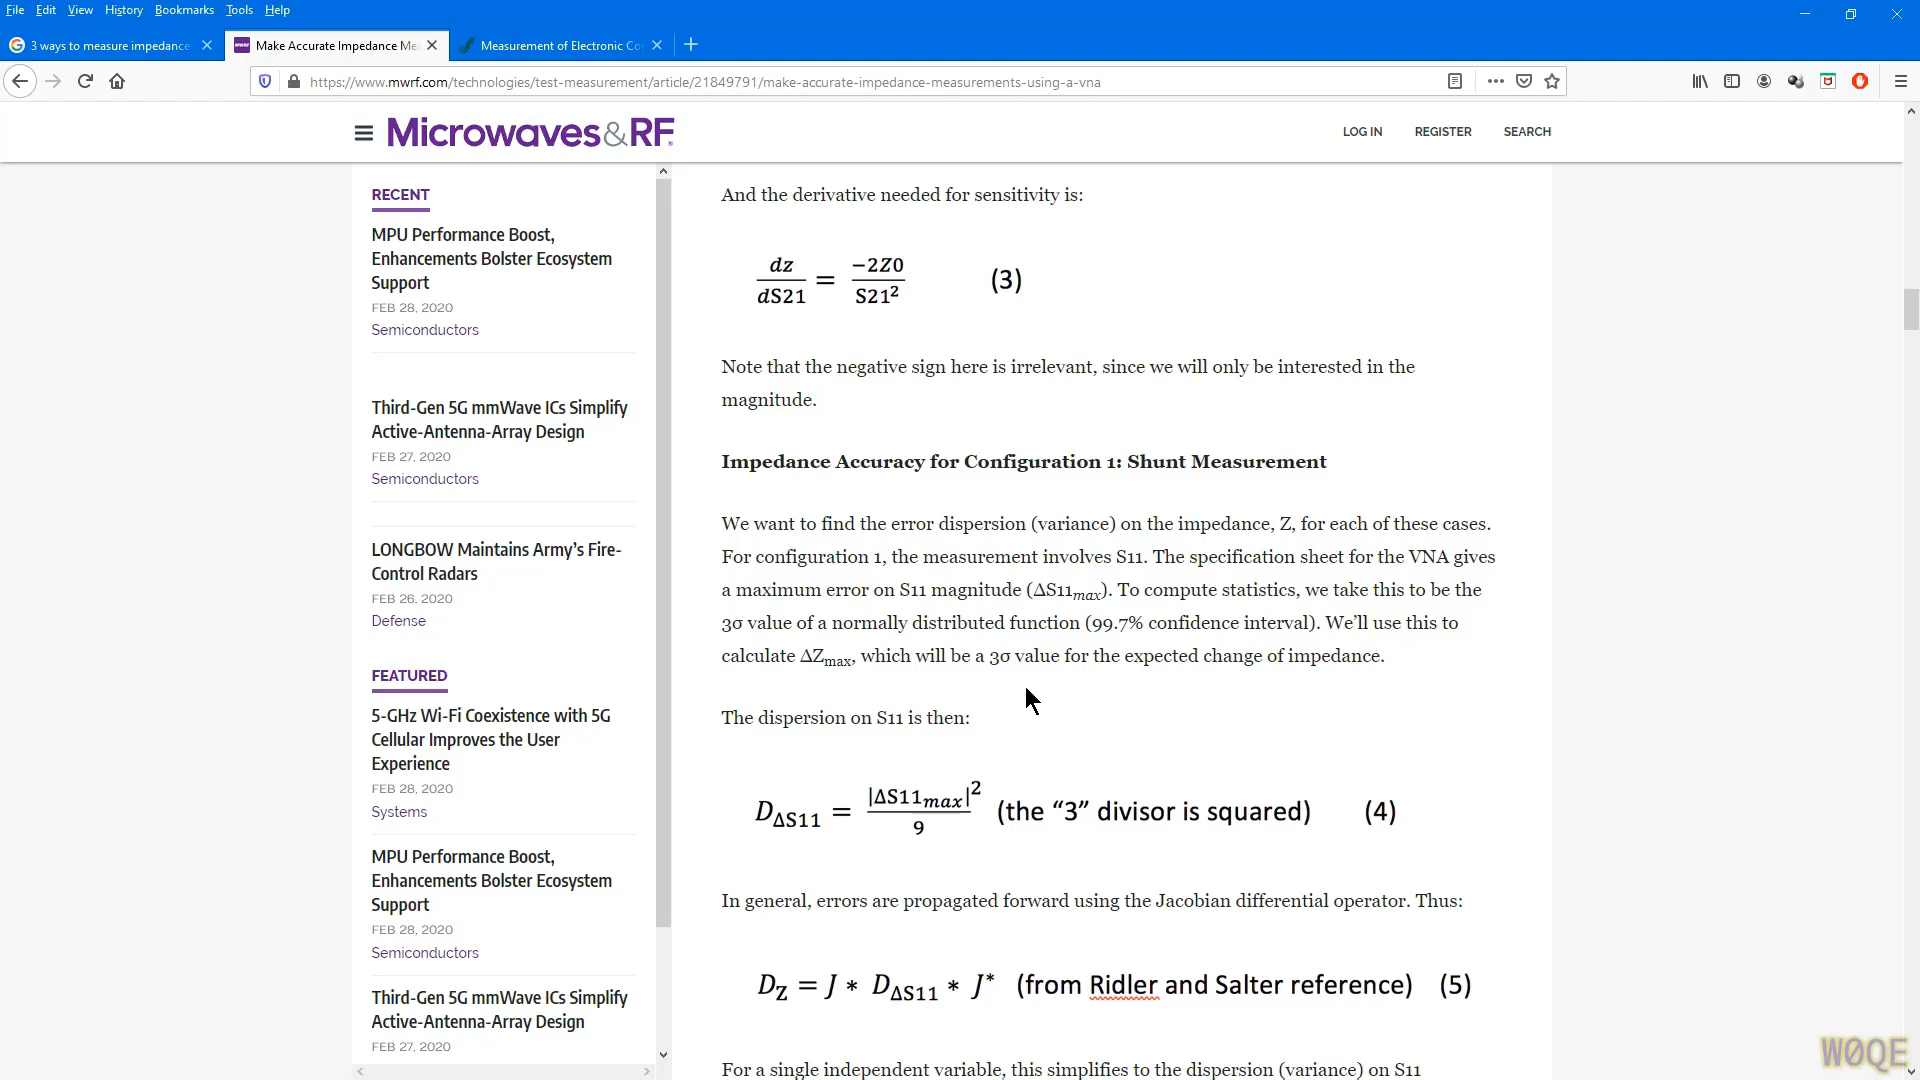 File Edit View History Bookmarks Tools Help
3 ways to measure impedance
Make Accurate Impedance Me
Measurement of Electronic Co
https://www.mwrf.com/technologies/test-measurement/article/21849791/make-accurate-impedance-measurements-using-a-vna
Microwaves&RF
LOG IN REGISTER SEARCH
RECENT
MPU Performance Boost,
Enhancements Bolster Ecosystem
Support
FEB 28, 2020
Semiconductors
Third-Gen 5G mmWave ICs Simplify
Active-Antenna-Array Design
FEB 27, 2020
Semiconductors
LONGBOW Maintains Army’s Fire-
Control Radars
FEB 26, 2020
Defense
FEATURED
5-GHz Wi-Fi Coexistence with 5G
Cellular Improves the User
Experience
FEB 28, 2020
Systems
MPU Performance Boost,
Enhancements Bolster Ecosystem
Support
FEB 28, 2020
Semiconductors
Third-Gen 5G mmWave ICs Simplify
Active-Antenna-Array Design
FEB 27, 2020
And the derivative needed for sensitivity is:
dz/dS21 = −2Z0/S21² (3)
Note that the negative sign here is irrelevant, since we will only be interested in the
magnitude.
Impedance Accuracy for Configuration 1: Shunt Measurement
We want to find the error dispersion (variance) on the impedance, Z, for each of these cases.
For configuration 1, the measurement involves S11. The specification sheet for the VNA gives
a maximum error on S11 magnitude (ΔS11max). To compute statistics, we take this to be the
3σ value of a normally distributed function (99.7% confidence interval). We’ll use this to
calculate ΔZmax, which will be a 3σ value for the expected change of impedance.
The dispersion on S11 is then:
DΔS11 = |ΔS11max|²/9 (the “3” divisor is squared) (4)
In general, errors are propagated forward using the Jacobian differential operator. Thus:
DZ = J * DΔS11 * J* (from Ridler and Salter reference) (5)
For a single independent variable, this simplifies to the dispersion (variance) on S11
W0QE